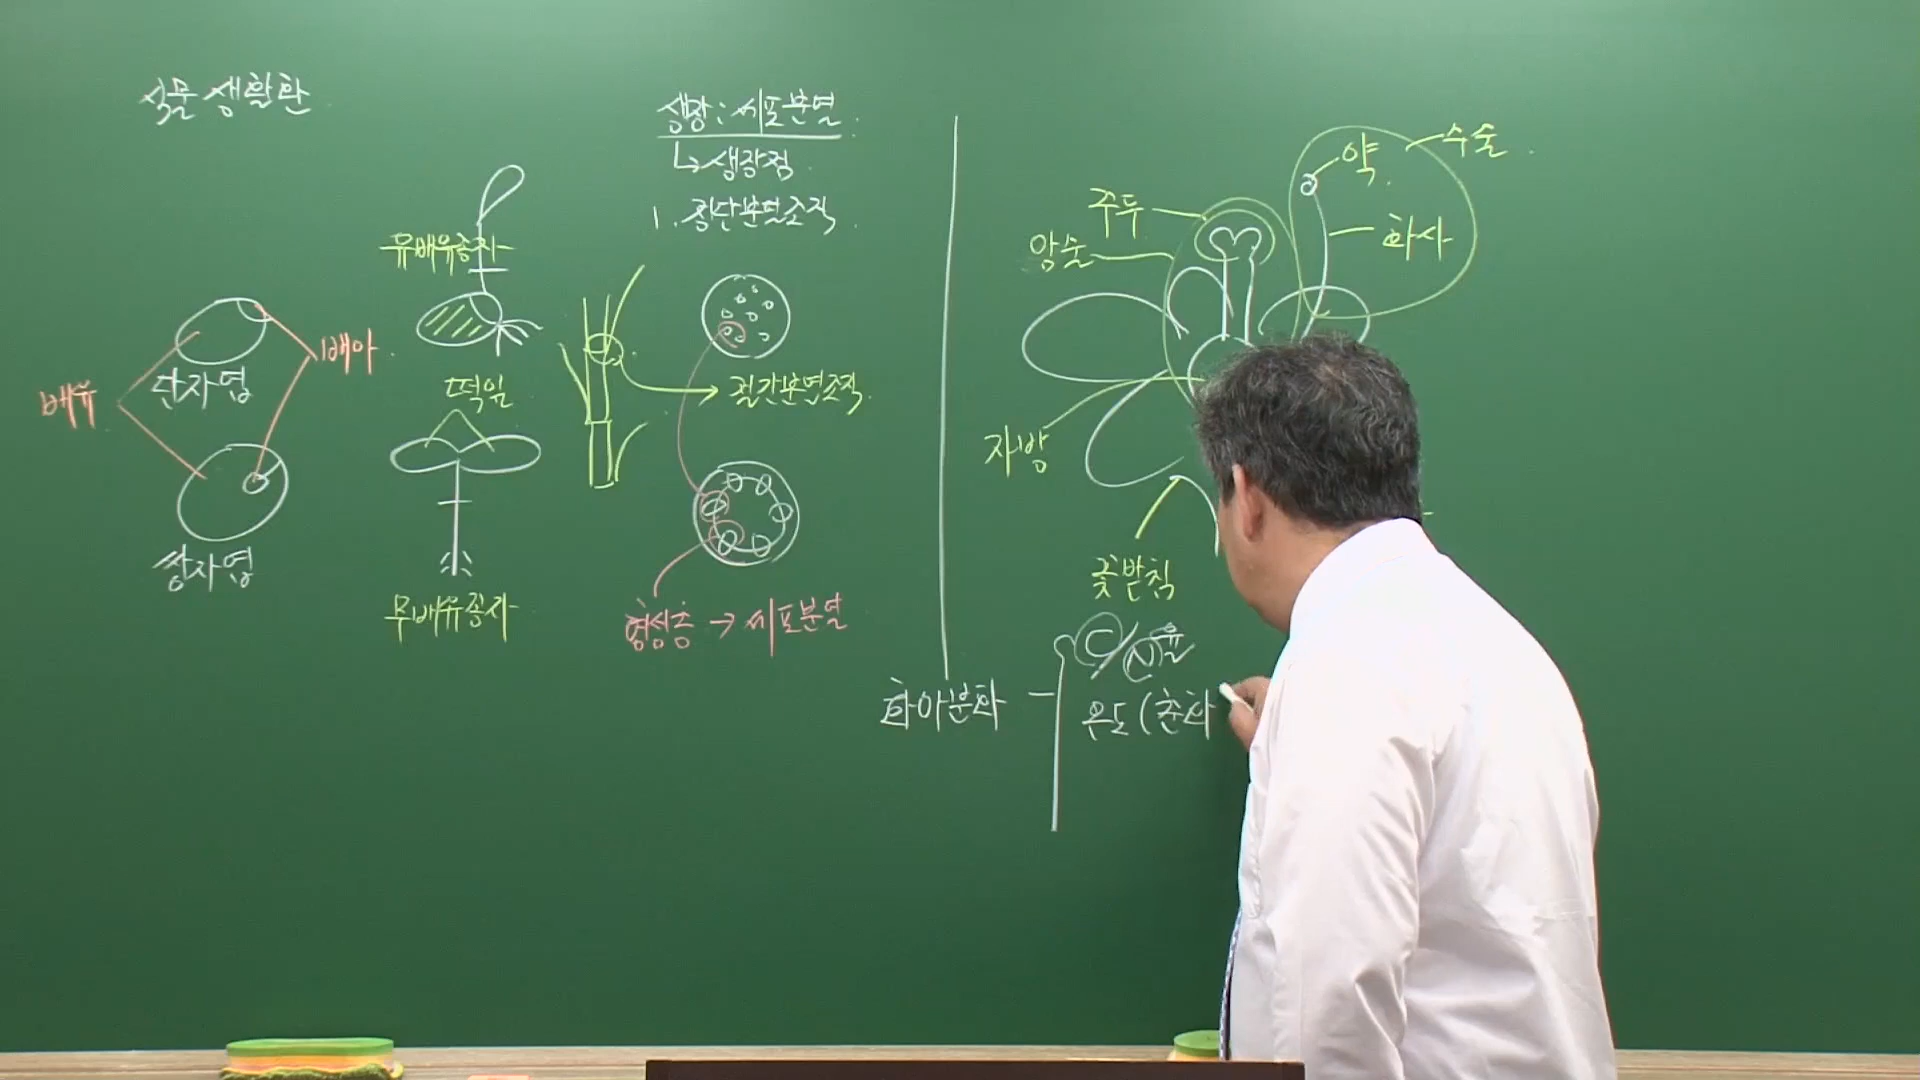 식물 생활환
유배유종자
배아
배유
단자엽
쌍자엽
떡잎
무배유종자
생장 : 세포분열
↳ 생장점
1. 정단분열조직
절간분열조직
형성층 → 세포분열
약
수술
주두
암술
화사
자방
꽃받침
화아분화
C/N율
온도(춘화